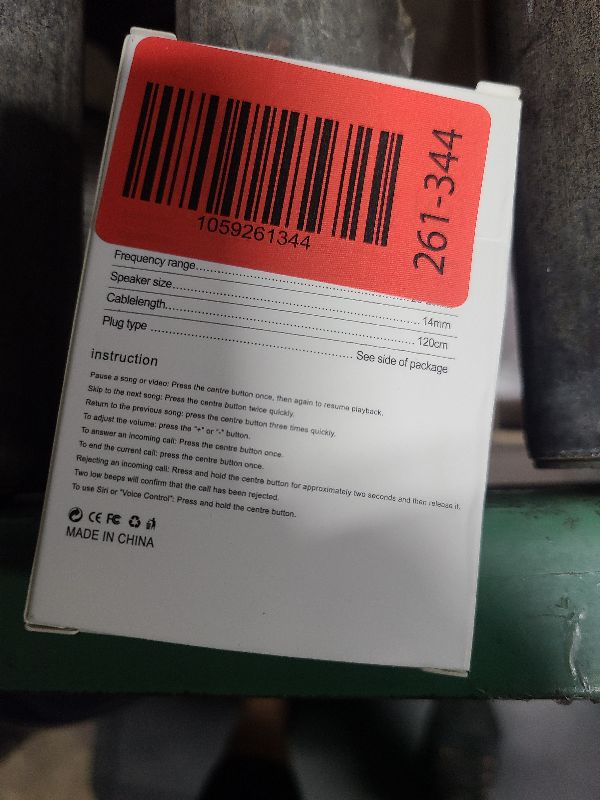 1059261344
261-344
Frequency range
Speaker size
14mm
Cablelength
120cm
Plug type
See side of package
instruction
Pause a song or video: Press the centre button once, then again to resume playback.
Skip to the next song: Press the centre button twice quickly.
Return to the previous song: press the centre button three times quickly.
To adjust the volume: press the "+" or "-" button.
To answer an incoming call: Press the centre button once.
To end the current call: press the centre button once.
Rejecting an incoming call: Rress and hold the centre button for approximately two seconds and then release it.
Two low beeps will confirm that the call has been rejected.
To use Siri or "Voice Control": Press and hold the centre button.
CE FC
MADE IN CHINA